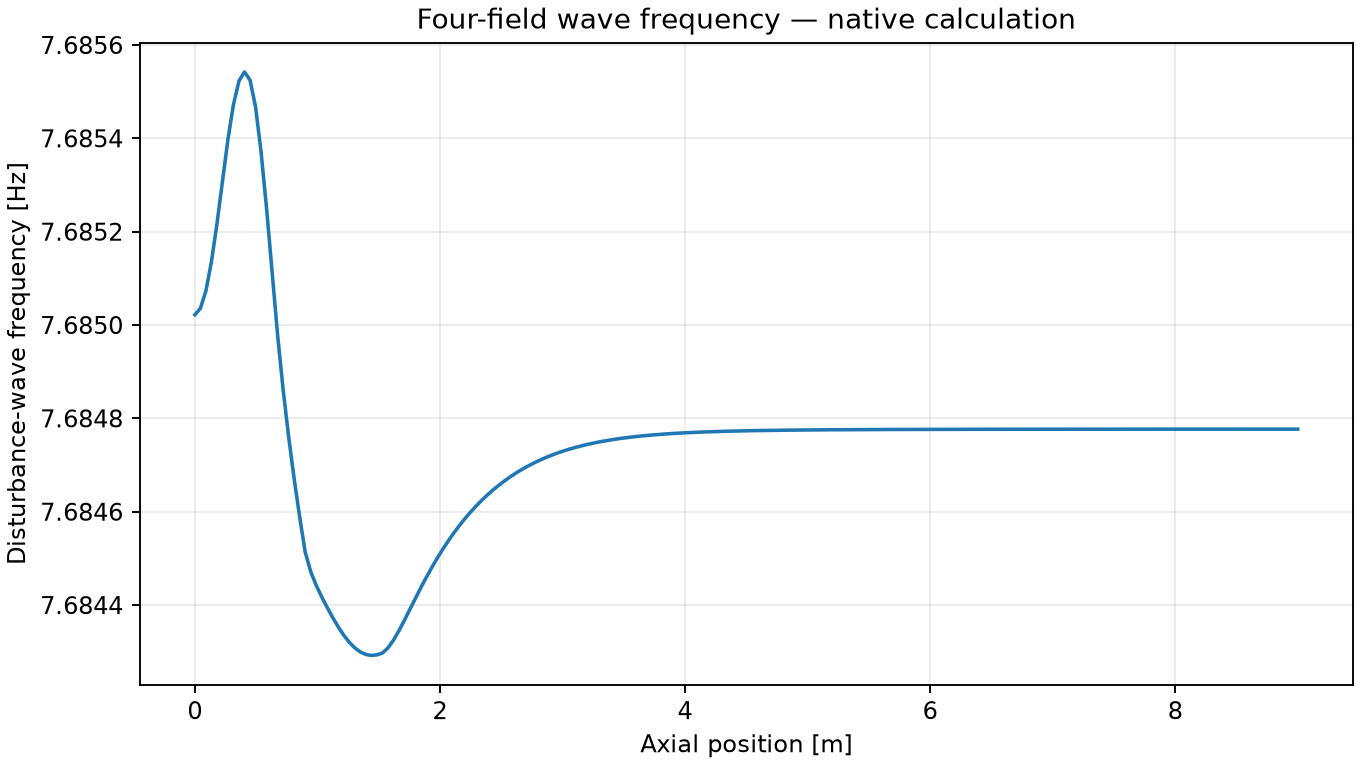 Four-field wave frequency — native calculation
Disturbance-wave frequency [Hz]
7.6856
7.6854
7.6852
7.6850
7.6848
7.6846
7.6844
0 2 4 6 8
Axial position [m]